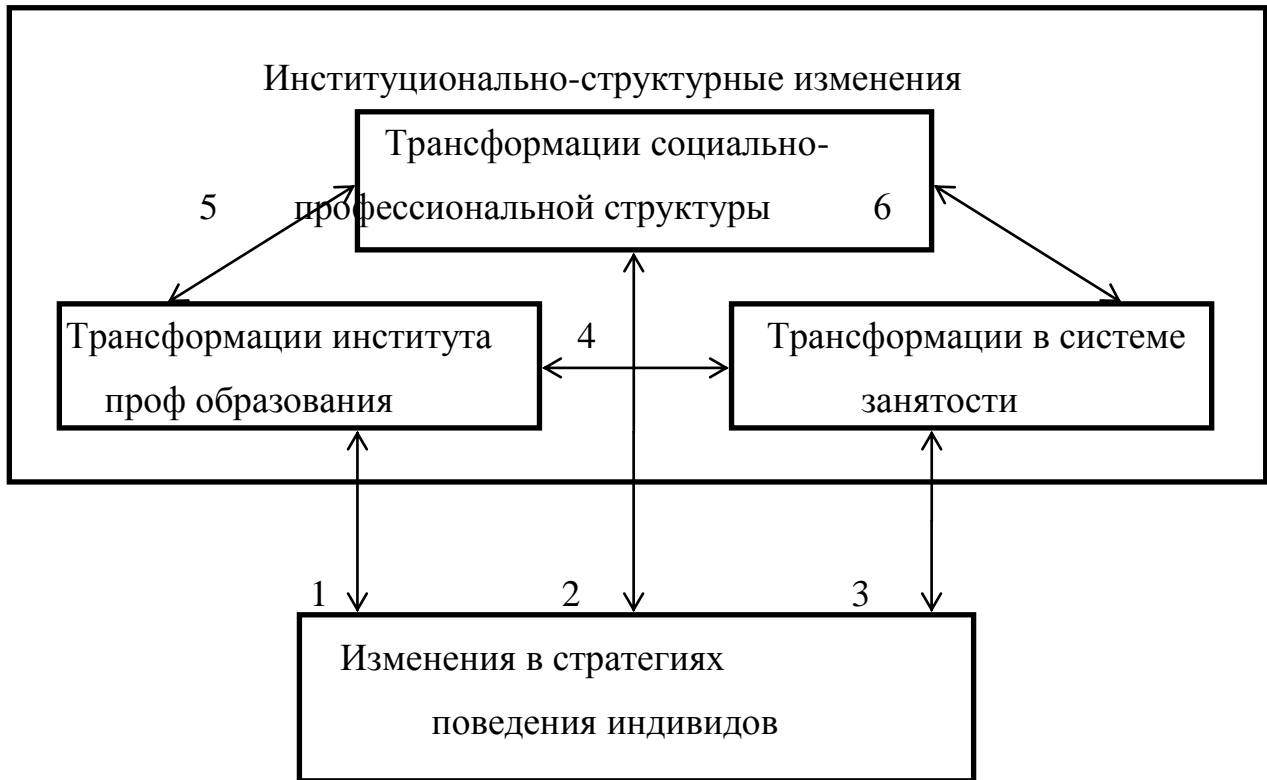 Институционально-структурные изменения
Трансформации социально-
5 профессиональной структуры 6
Трансформации института 4 Трансформации в системе
проф образования занятости
1 2 3
Изменения в стратегиях
поведения индивидов